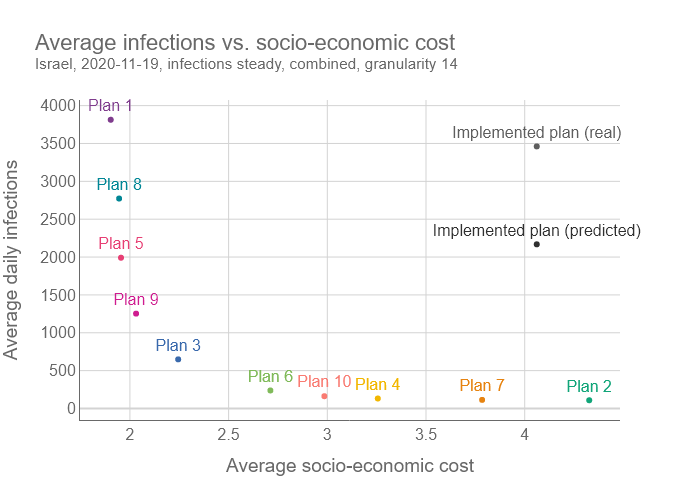 Average infections vs. socio-economic cost
Israel, 2020-11-19, infections steady, combined, granularity 14
4000
Plan 1
3500
Implemented plan (real)
3000
Plan 8
2500
Implemented plan (predicted)
Plan 5
2000
1500
Plan 9
1000
Plan 3
500
Plan 6
Plan 10
Plan 4
Plan 7
Plan 2
0
2
2.5
3
3.5
4
Average socio-economic cost
Average daily infections